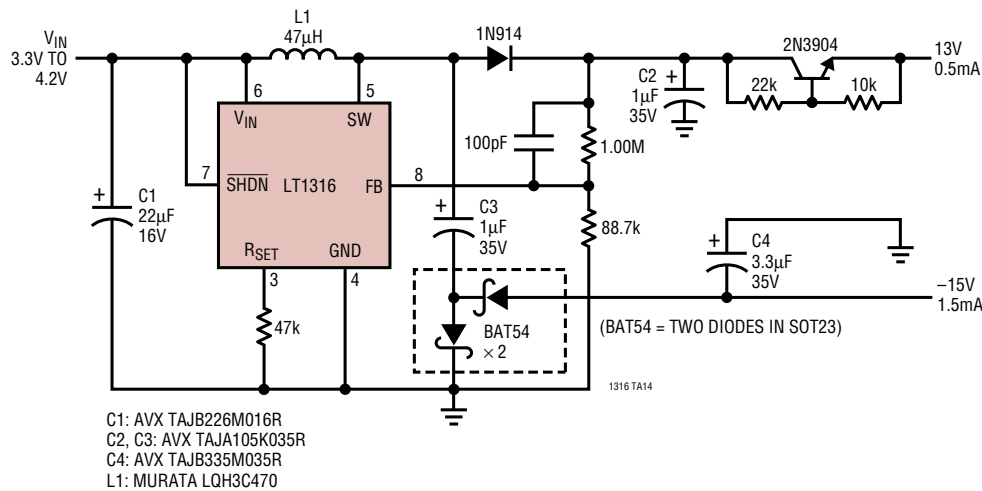 L1
47µH
VIN
3.3V TO
4.2V
1N914
2N3904
13V
0.5mA
C2
1µF
35V
22k
10k
6
5
VIN
SW
100pF
1.00M
7
SHDN
LT1316
FB
8
C1
22µF
16V
C3
1µF
35V
88.7k
RSET
GND
3
4
C4
3.3µF
35V
–15V
1.5mA
47k
BAT54
× 2
(BAT54 = TWO DIODES IN SOT23)
1316 TA14
C1: AVX TAJB226M016R
C2, C3: AVX TAJA105K035R
C4: AVX TAJB335M035R
L1: MURATA LQH3C470